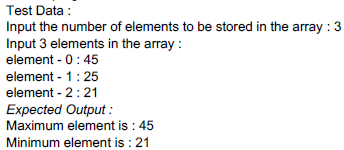 Test Data :
Input the number of elements to be stored in the array : 3
Input 3 elements in the array :
element - 0 : 45
element - 1 : 25
element - 2 : 21
Expected Output :
Maximum element is : 45
Minimum element is : 21